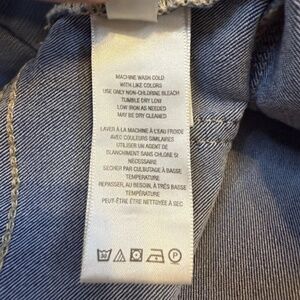 MACHINE WASH COLD
WITH LIKE COLORS
USE ONLY NON-CHLORINE BLEACH
TUMBLE DRY LOW
LOW IRON AS NEEDED
MAY BE DRY CLEANED
LAVER À LA MACHINE À L'EAU FROIDE
AVEC COULEURS SIMILAIRES
UTILISER UN AGENT DE
BLANCHIMENT SANS CHLORE SI
NÉCESSAIRE
SÉCHER PAR CULBUTAGE À BASSE
TEMPÉRATURE
REPASSER, AU BESOIN, À TRÈS BASSE
TEMPÉRATURE
PEUT-ÊTRE ÊTRE NETTOYÉE À SEC